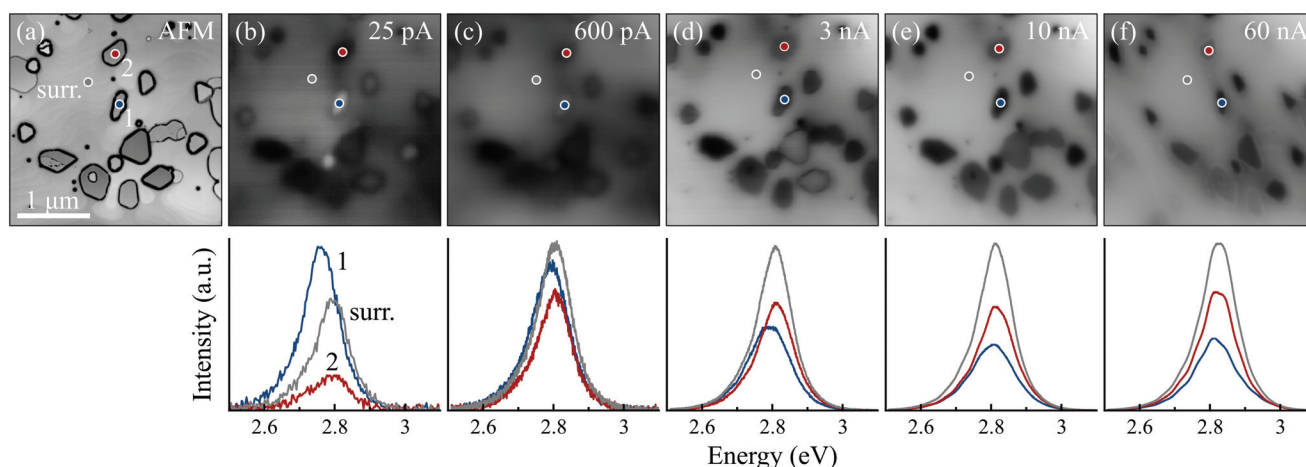 (a) AFM
2
surr.
1
1 μm
(b) 25 pA
(c) 600 pA
(d) 3 nA
(e) 10 nA
(f) 60 nA
Intensity (a.u.)
1
surr.
2
2.6 2.8 3
2.6 2.8 3
2.6 2.8 3
2.6 2.8 3
2.6 2.8 3
Energy (eV)